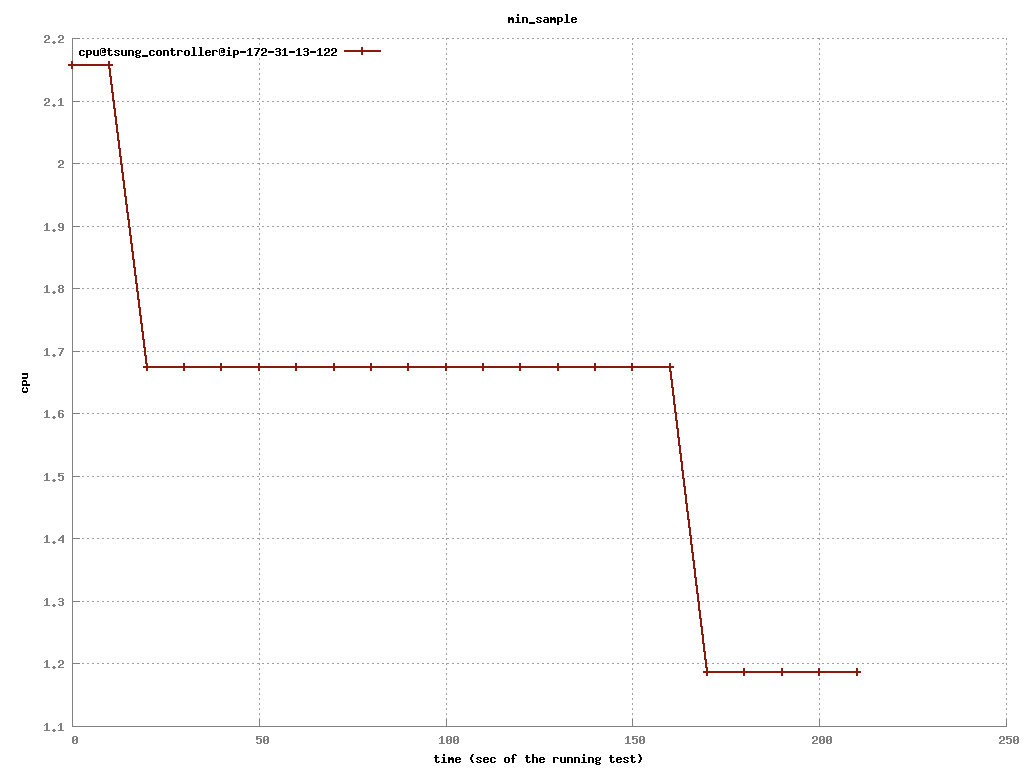 min_sample
2.2
cpu@tsung_controller@ip-172-31-13-122
2.1
2
1.9
1.8
1.7
cpu
1.6
1.5
1.4
1.3
1.2
1.1
0 50 100 150 200 250
time (sec of the running test)